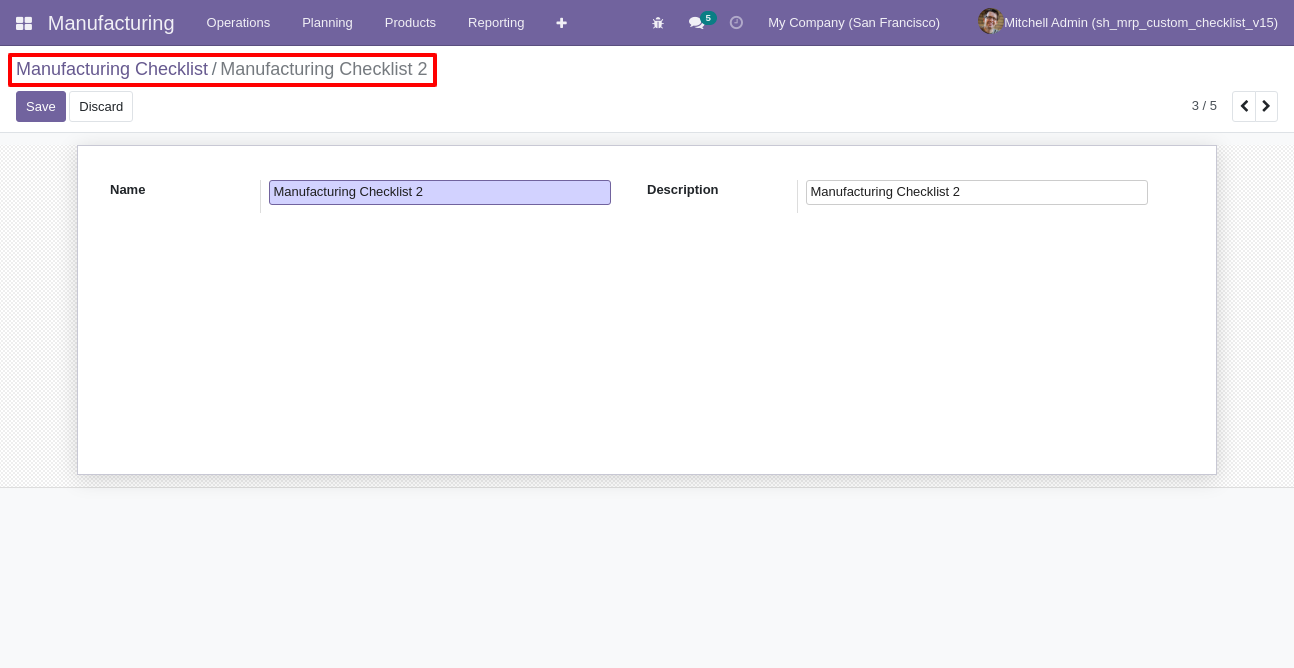 Manufacturing Operations Planning Products Reporting 5 My Company (San Francisco) Mitchell Admin (sh_mrp_custom_checklist_v15)
Manufacturing Checklist / Manufacturing Checklist 2
Save Discard 3 / 5
Name Manufacturing Checklist 2 Description Manufacturing Checklist 2